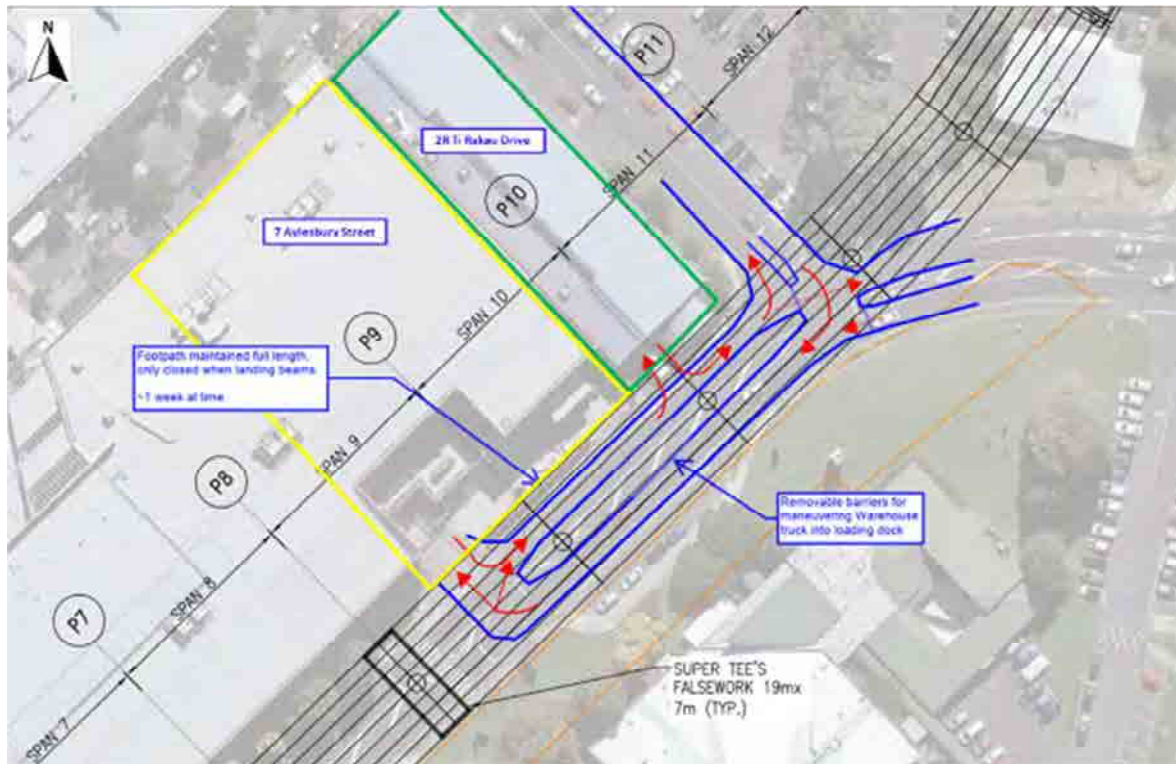 N
P11
SPAN 12
2R Ti Rakau Drive
SPAN 11
P10
7 Aylesbury Street
SPAN 10
P9
Footpath maintained full length,
only closed when landing beams.
~1 week at time
SPAN 9
P8
Removable barriers for
maneuvering Warehouse
truck into loading dock
SPAN 8
P7
SUPER TEE'S
FALSEWORK 19mx
7m (TYP.)
SPAN 7